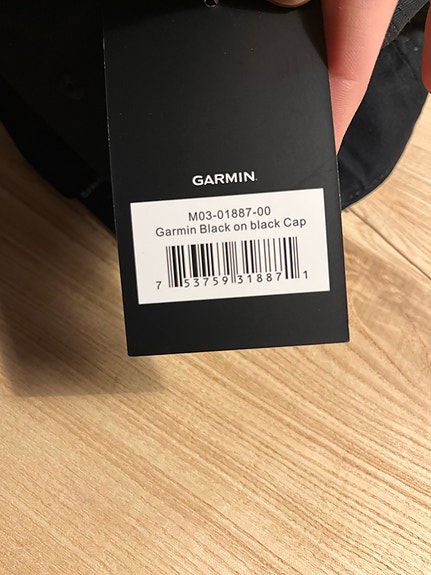 GARMIN
M03-01887-00
Garmin Black on black Cap
7 53759 31887 1